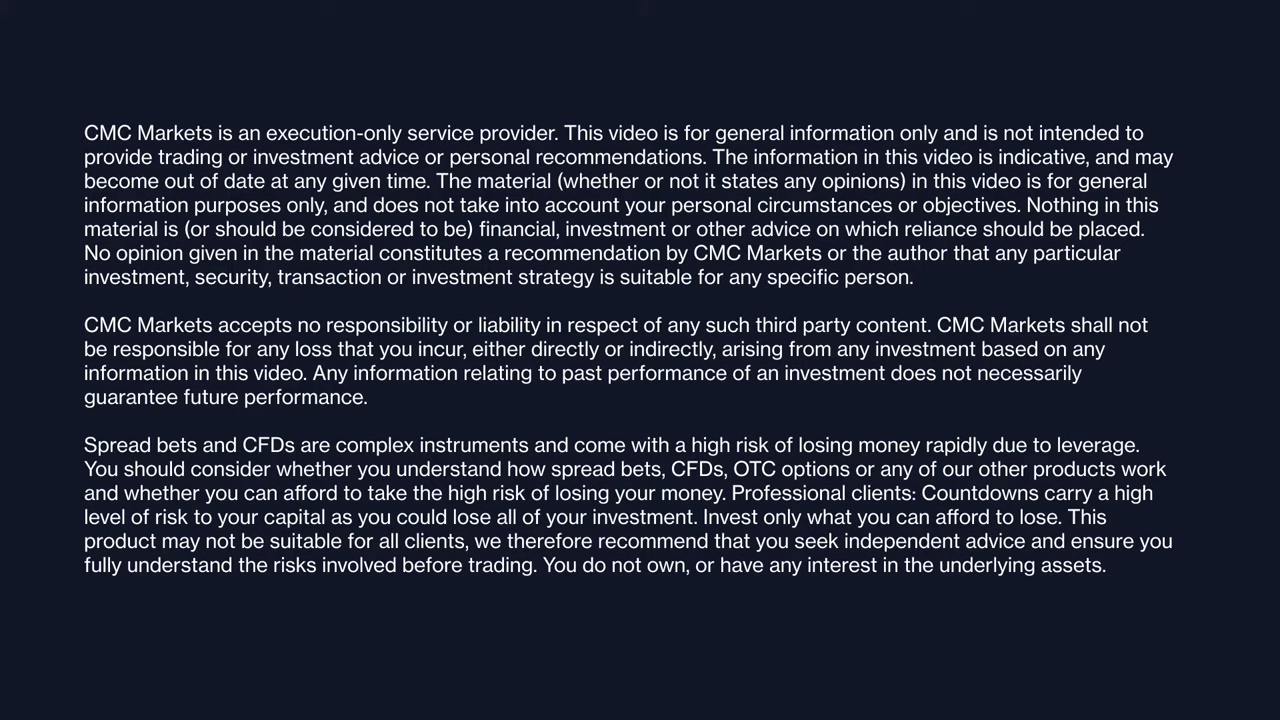 CMC Markets is an execution-only service provider. This video is for general information only and is not intended to
provide trading or investment advice or personal recommendations. The information in this video is indicative, and may
become out of date at any given time. The material (whether or not it states any opinions) in this video is for general
information purposes only, and does not take into account your personal circumstances or objectives. Nothing in this
material is (or should be considered to be) financial, investment or other advice on which reliance should be placed.
No opinion given in the material constitutes a recommendation by CMC Markets or the author that any particular
investment, security, transaction or investment strategy is suitable for any specific person.
CMC Markets accepts no responsibility or liability in respect of any such third party content. CMC Markets shall not
be responsible for any loss that you incur, either directly or indirectly, arising from any investment based on any
information in this video. Any information relating to past performance of an investment does not necessarily
guarantee future performance.
Spread bets and CFDs are complex instruments and come with a high risk of losing money rapidly due to leverage.
You should consider whether you understand how spread bets, CFDs, OTC options or any of our other products work
and whether you can afford to take the high risk of losing your money. Professional clients: Countdowns carry a high
level of risk to your capital as you could lose all of your investment. Invest only what you can afford to lose. This
product may not be suitable for all clients, we therefore recommend that you seek independent advice and ensure you
fully understand the risks involved before trading. You do not own, or have any interest in the underlying assets.